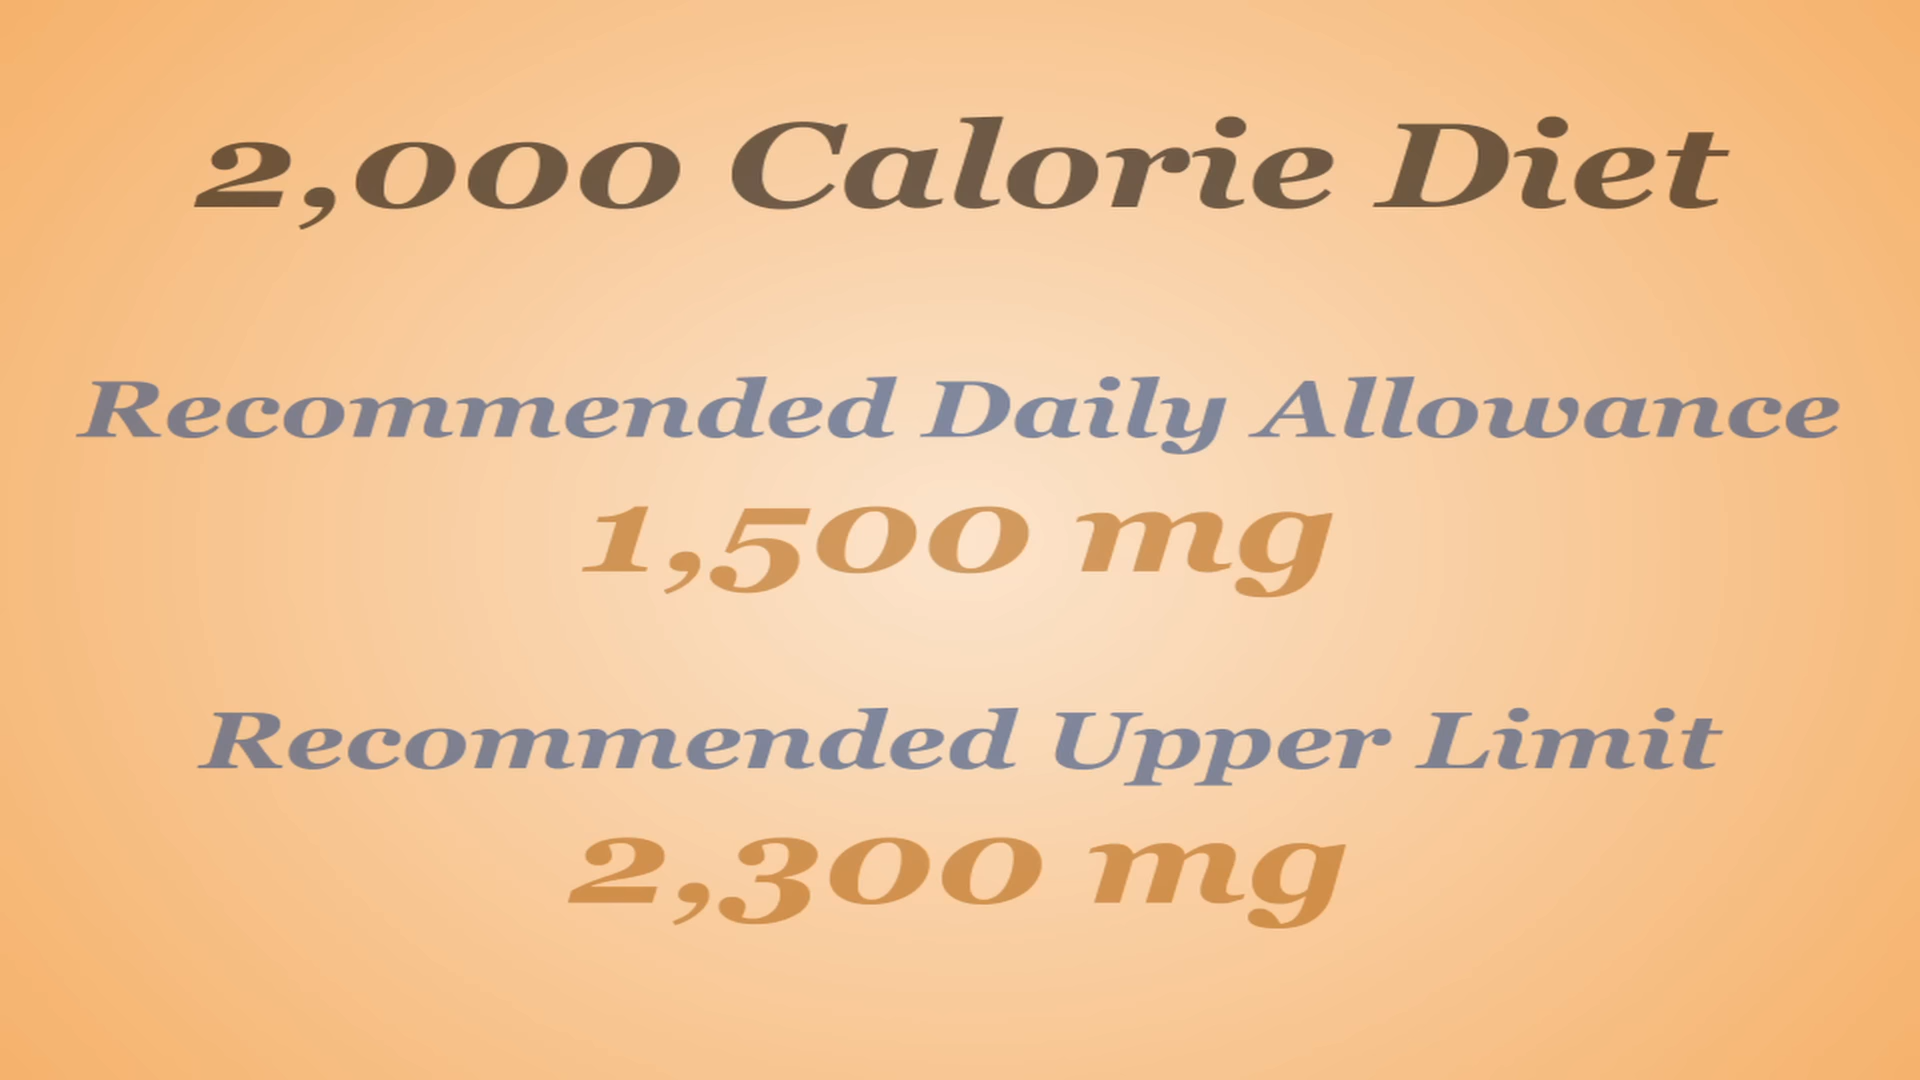 2,000 Calorie Diet
Recommended Daily Allowance
1,500 mg
Recommended Upper Limit
2,300 mg